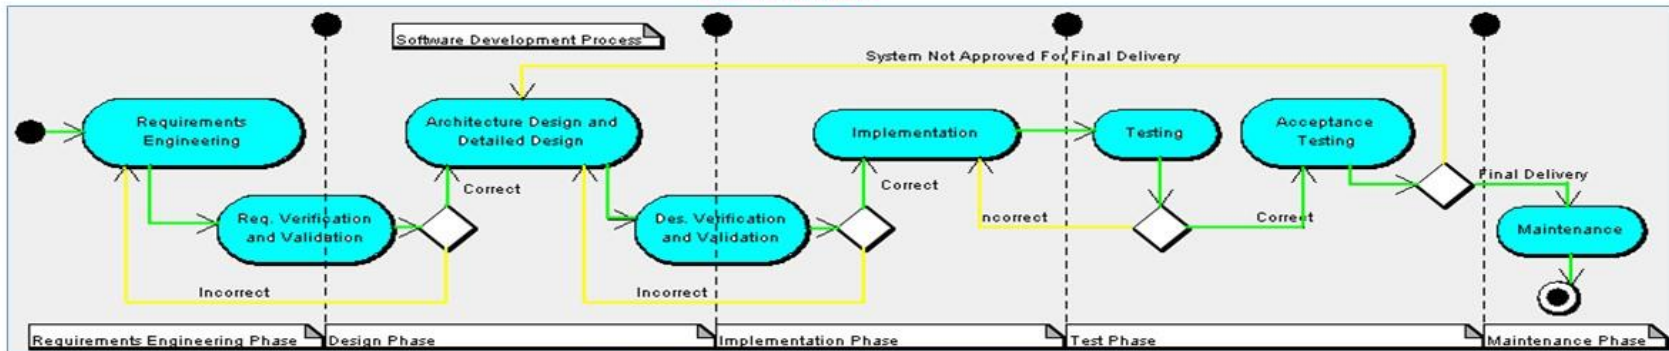 Software Development Process
System Not Approved For Final Delivery
Requirements
Engineering
Architecture Design and
Detailed Design
Implementation
Testing
Acceptance
Testing
Final Delivery
Correct
Correct
Req. Verification
and Validation
Des. Verification
and Validation
ncorrect
Correct
Maintenance
Incorrect
Incorrect
Requirements Engineering Phase
Design Phase
Implementation Phase
Test Phase
Maintenance Phase